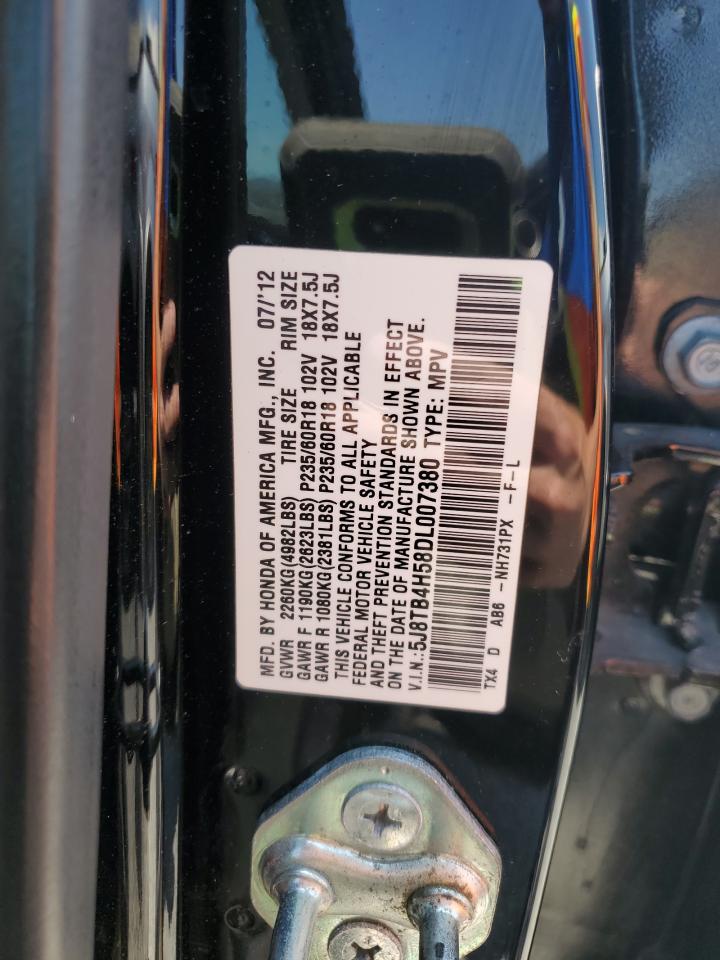 MFD. BY HONDA OF AMERICA MFG., INC. 07/'12
GVWR 2260KG(4982LBS) TIRE SIZE RIM SIZE
GAWR F 1190KG(2623LBS) P235/60R18 102V 18X7.5J
GAWR R 1080KG(2381LBS) P235/60R18 102V 18X7.5J
THIS VEHICLE CONFORMS TO ALL APPLICABLE
FEDERAL MOTOR VEHICLE SAFETY
AND THEFT PREVENTION STANDARDS IN EFFECT
ON THE DATE OF MANUFACTURE SHOWN ABOVE.
V.I.N.:5J8TB4H58DL007380 TYPE: MPV
TX4 D AB6 -NH731PX -F-L